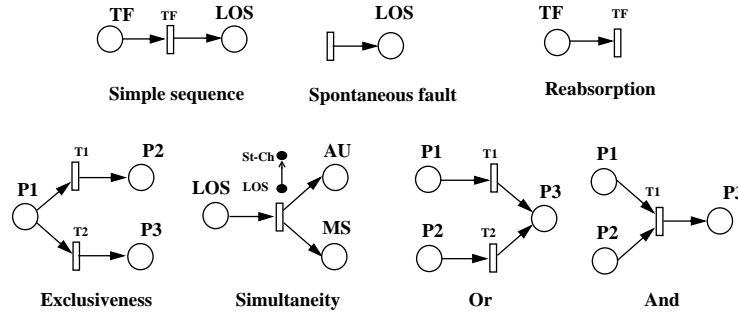 TF TF LOS
LOS
TF TF
Simple sequence
Spontaneous fault
Reabsorption
P1 T1 P2
T2 P3
Exclusiveness
LOS St-Ch LOS AU
MS
Simultaneity
P1 T1 P3
P2 T2
Or
P1 T1 P3
P2
And